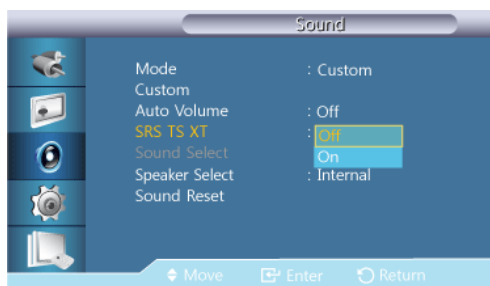 Sound
Mode : Custom
Custom
Auto Volume : Off
SRS TS XT : Off
On
Sound Select
Speaker Select : Internal
Sound Reset
Move Enter Return